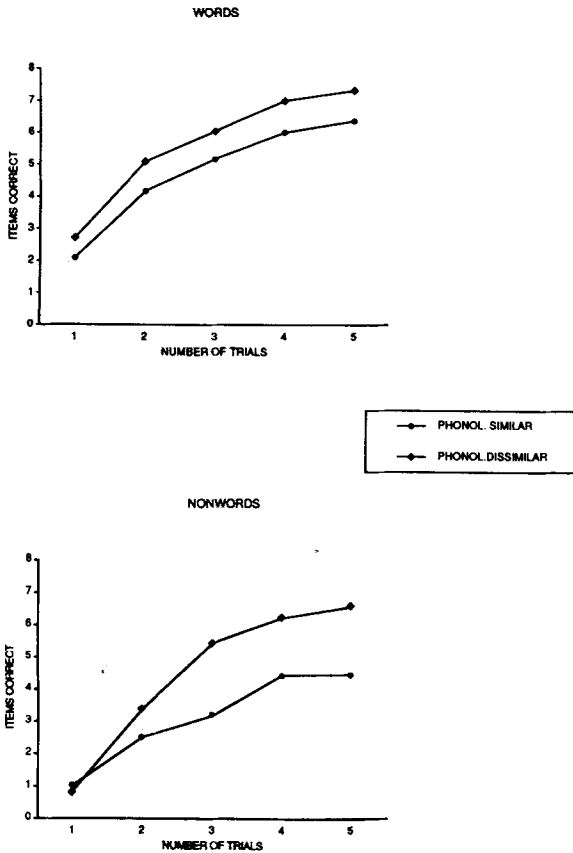 WORDS
8
7
6
5
4
3
2
1
0
ITEMS CORRECT
1 2 3 4 5
NUMBER OF TRIALS
PHONOL. SIMILAR
PHONOL.DISSIMILAR
NONWORDS
8
7
6
5
4
3
2
1
0
ITEMS CORRECT
1 2 3 4 5
NUMBER OF TRIALS